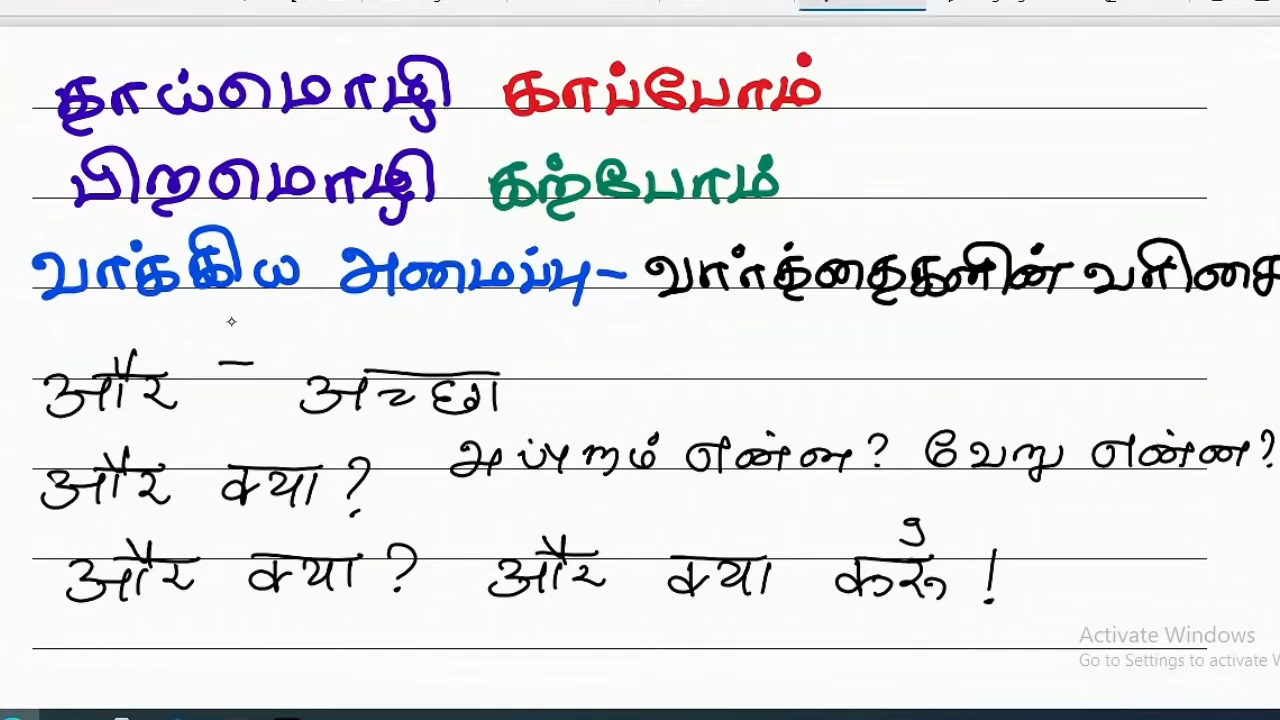 தாய்மொழி காப்போம்
பிறமொழி கற்போம்
வாக்கிய அமைப்பு- வார்த்தைகளின் வரிசை
और - अच्छा
और क्या? அப்புறம் என்ன? வேறு என்ன?
और क्या? और क्या करूँ!
Activate Windows
Go to Settings to activate W